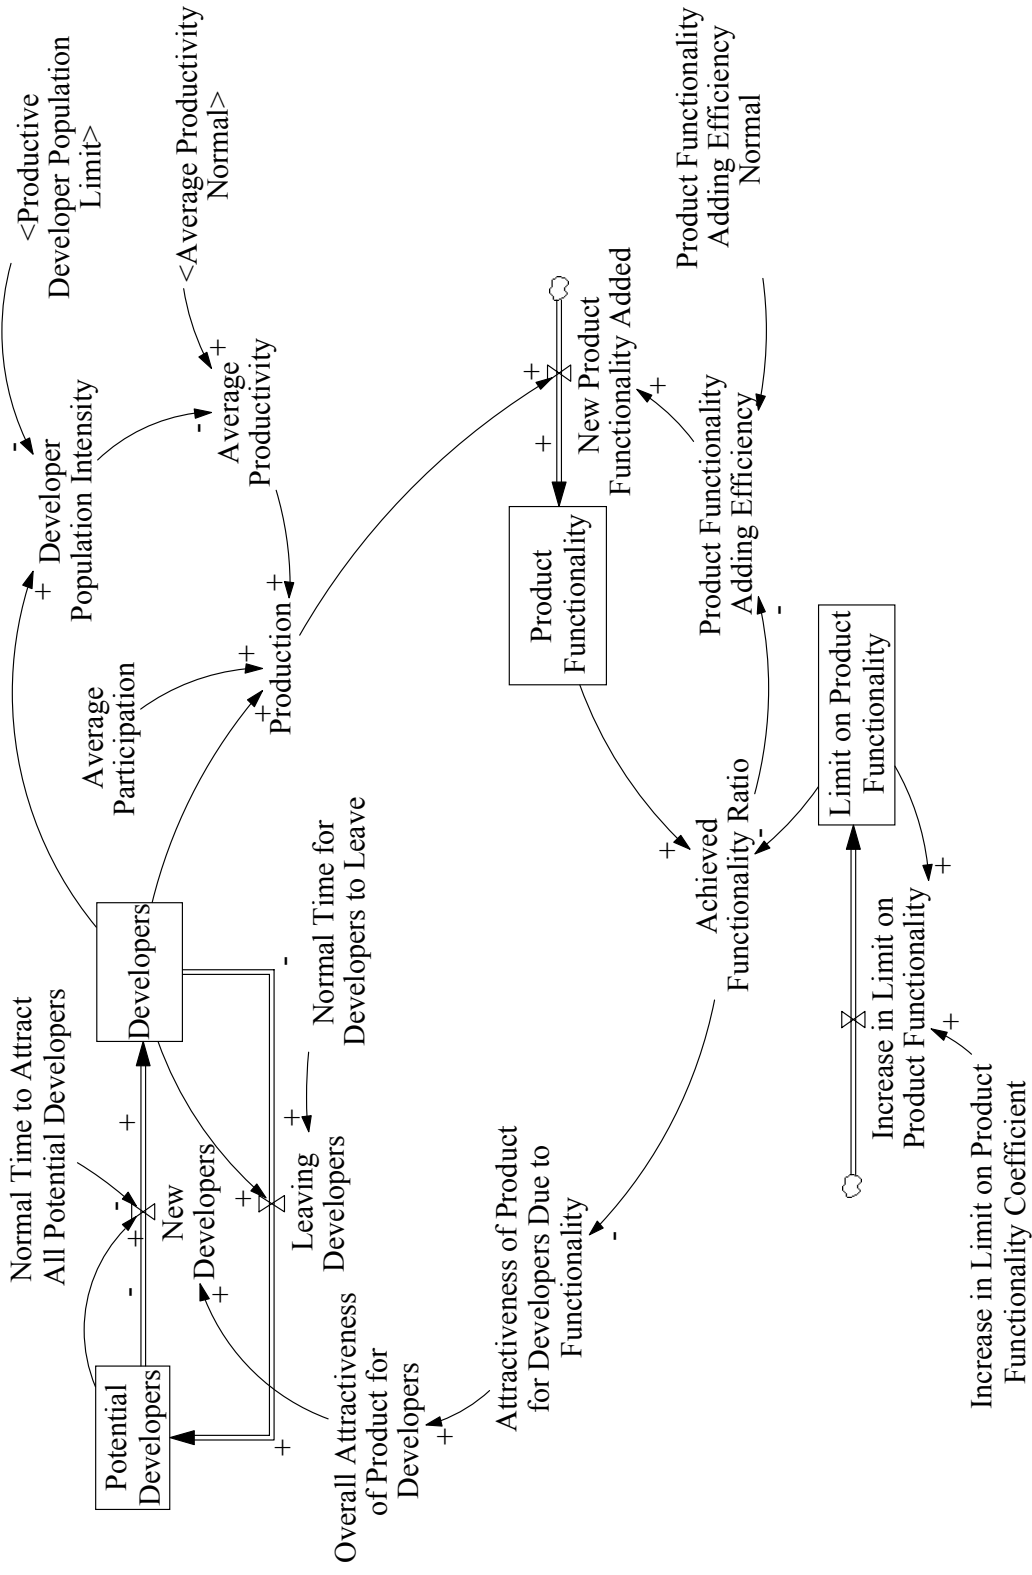 Potential
Developers
Normal Time to Attract
All Potential Developers
-
+
-
+
New
Developers
+
Developers
+
Leaving
Developers
+
-
+
Normal Time for
Developers to Leave
Average
Participation
+
+
Production
+
+
Developer
Population Intensity
-
<Productive
Developer Population
Limit>
-
Average
Productivity
+
<Average Productivity
Normal>
Overall Attractiveness
of Product for
Developers
+
Attractiveness of Product
for Developers Due to
Functionality
-
Achieved
Functionality Ratio
+
-
Product
Functionality
+
+
New Product
Functionality Added
+
Product Functionality
Adding Efficiency
-
Product Functionality
Adding Efficiency
Normal
Limit on Product
Functionality
Increase in Limit on
Product Functionality
+
+
Increase in Limit on Product
Functionality Coefficient